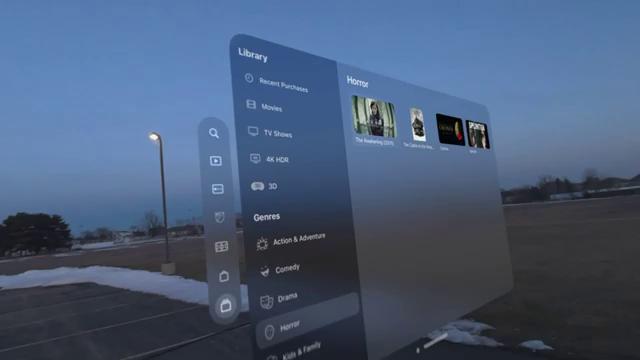 Library
Recent Purchases
Movies
TV Shows
4K HDR
3D
Genres
Action & Adventure
Comedy
Drama
Horror
Kids & Family
Horror
The Awakening (2011)